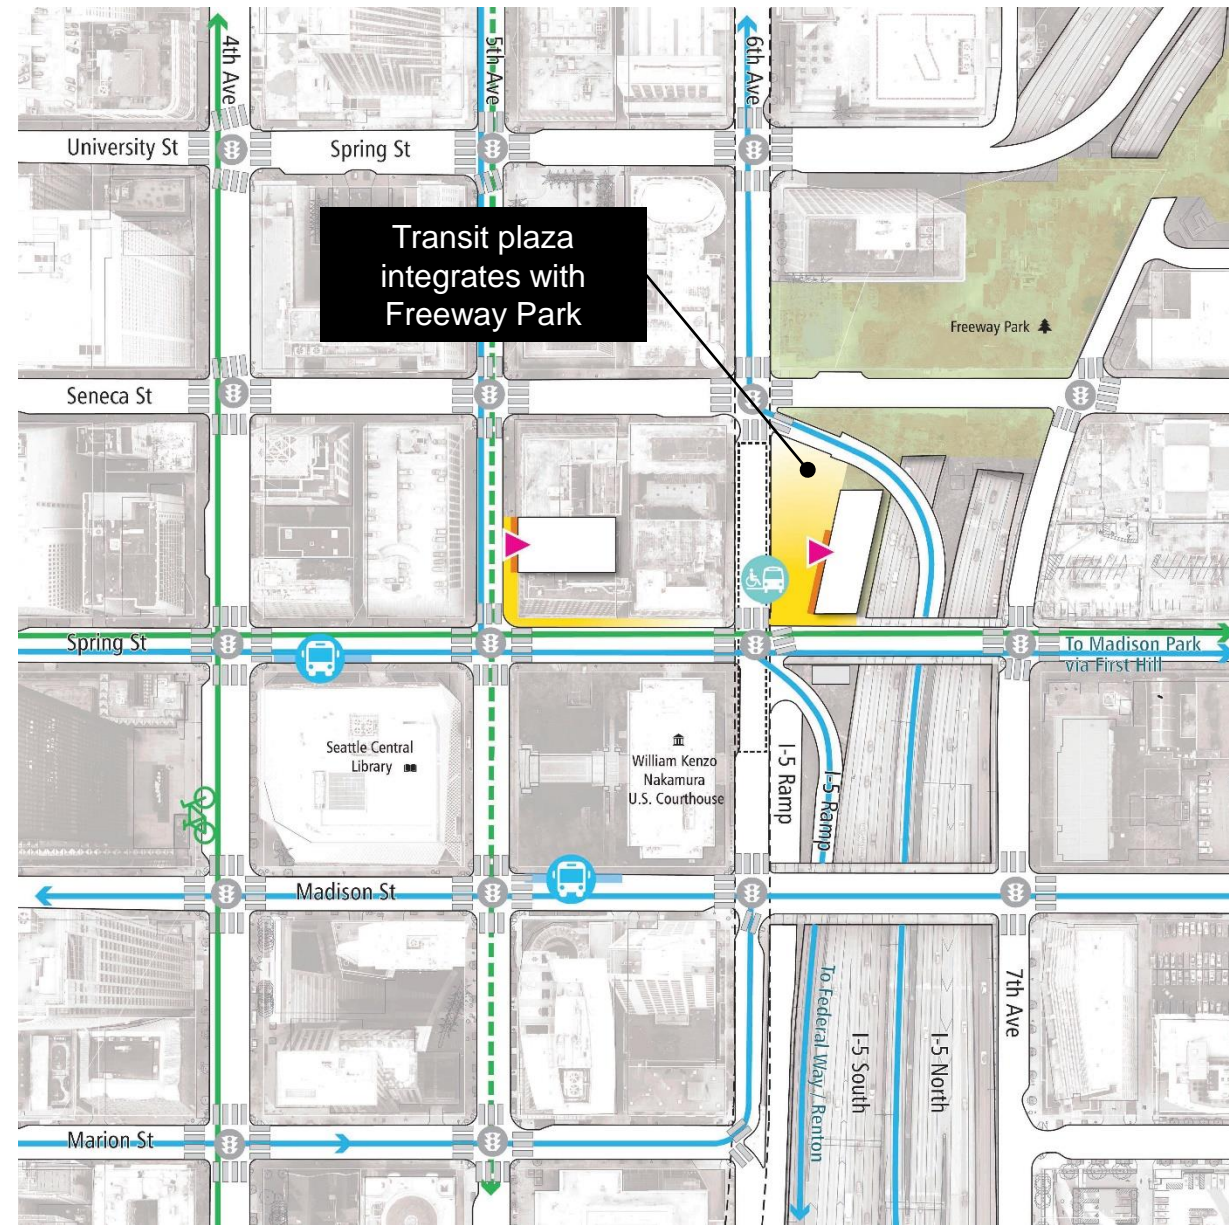 4th Ave
5th Ave
6th Ave
University St
Spring St
Transit plaza
integrates with
Freeway Park
Freeway Park
Seneca St
Spring St
To Madison Park
via First Hill
Seattle Central
Library
William Kenzo
Nakamura
U.S. Courthouse
I-5 Ramp
I-5 Ramp
Madison St
7th Ave
To Federal Way / Renton
I-5 South
I-5 North
Marion St